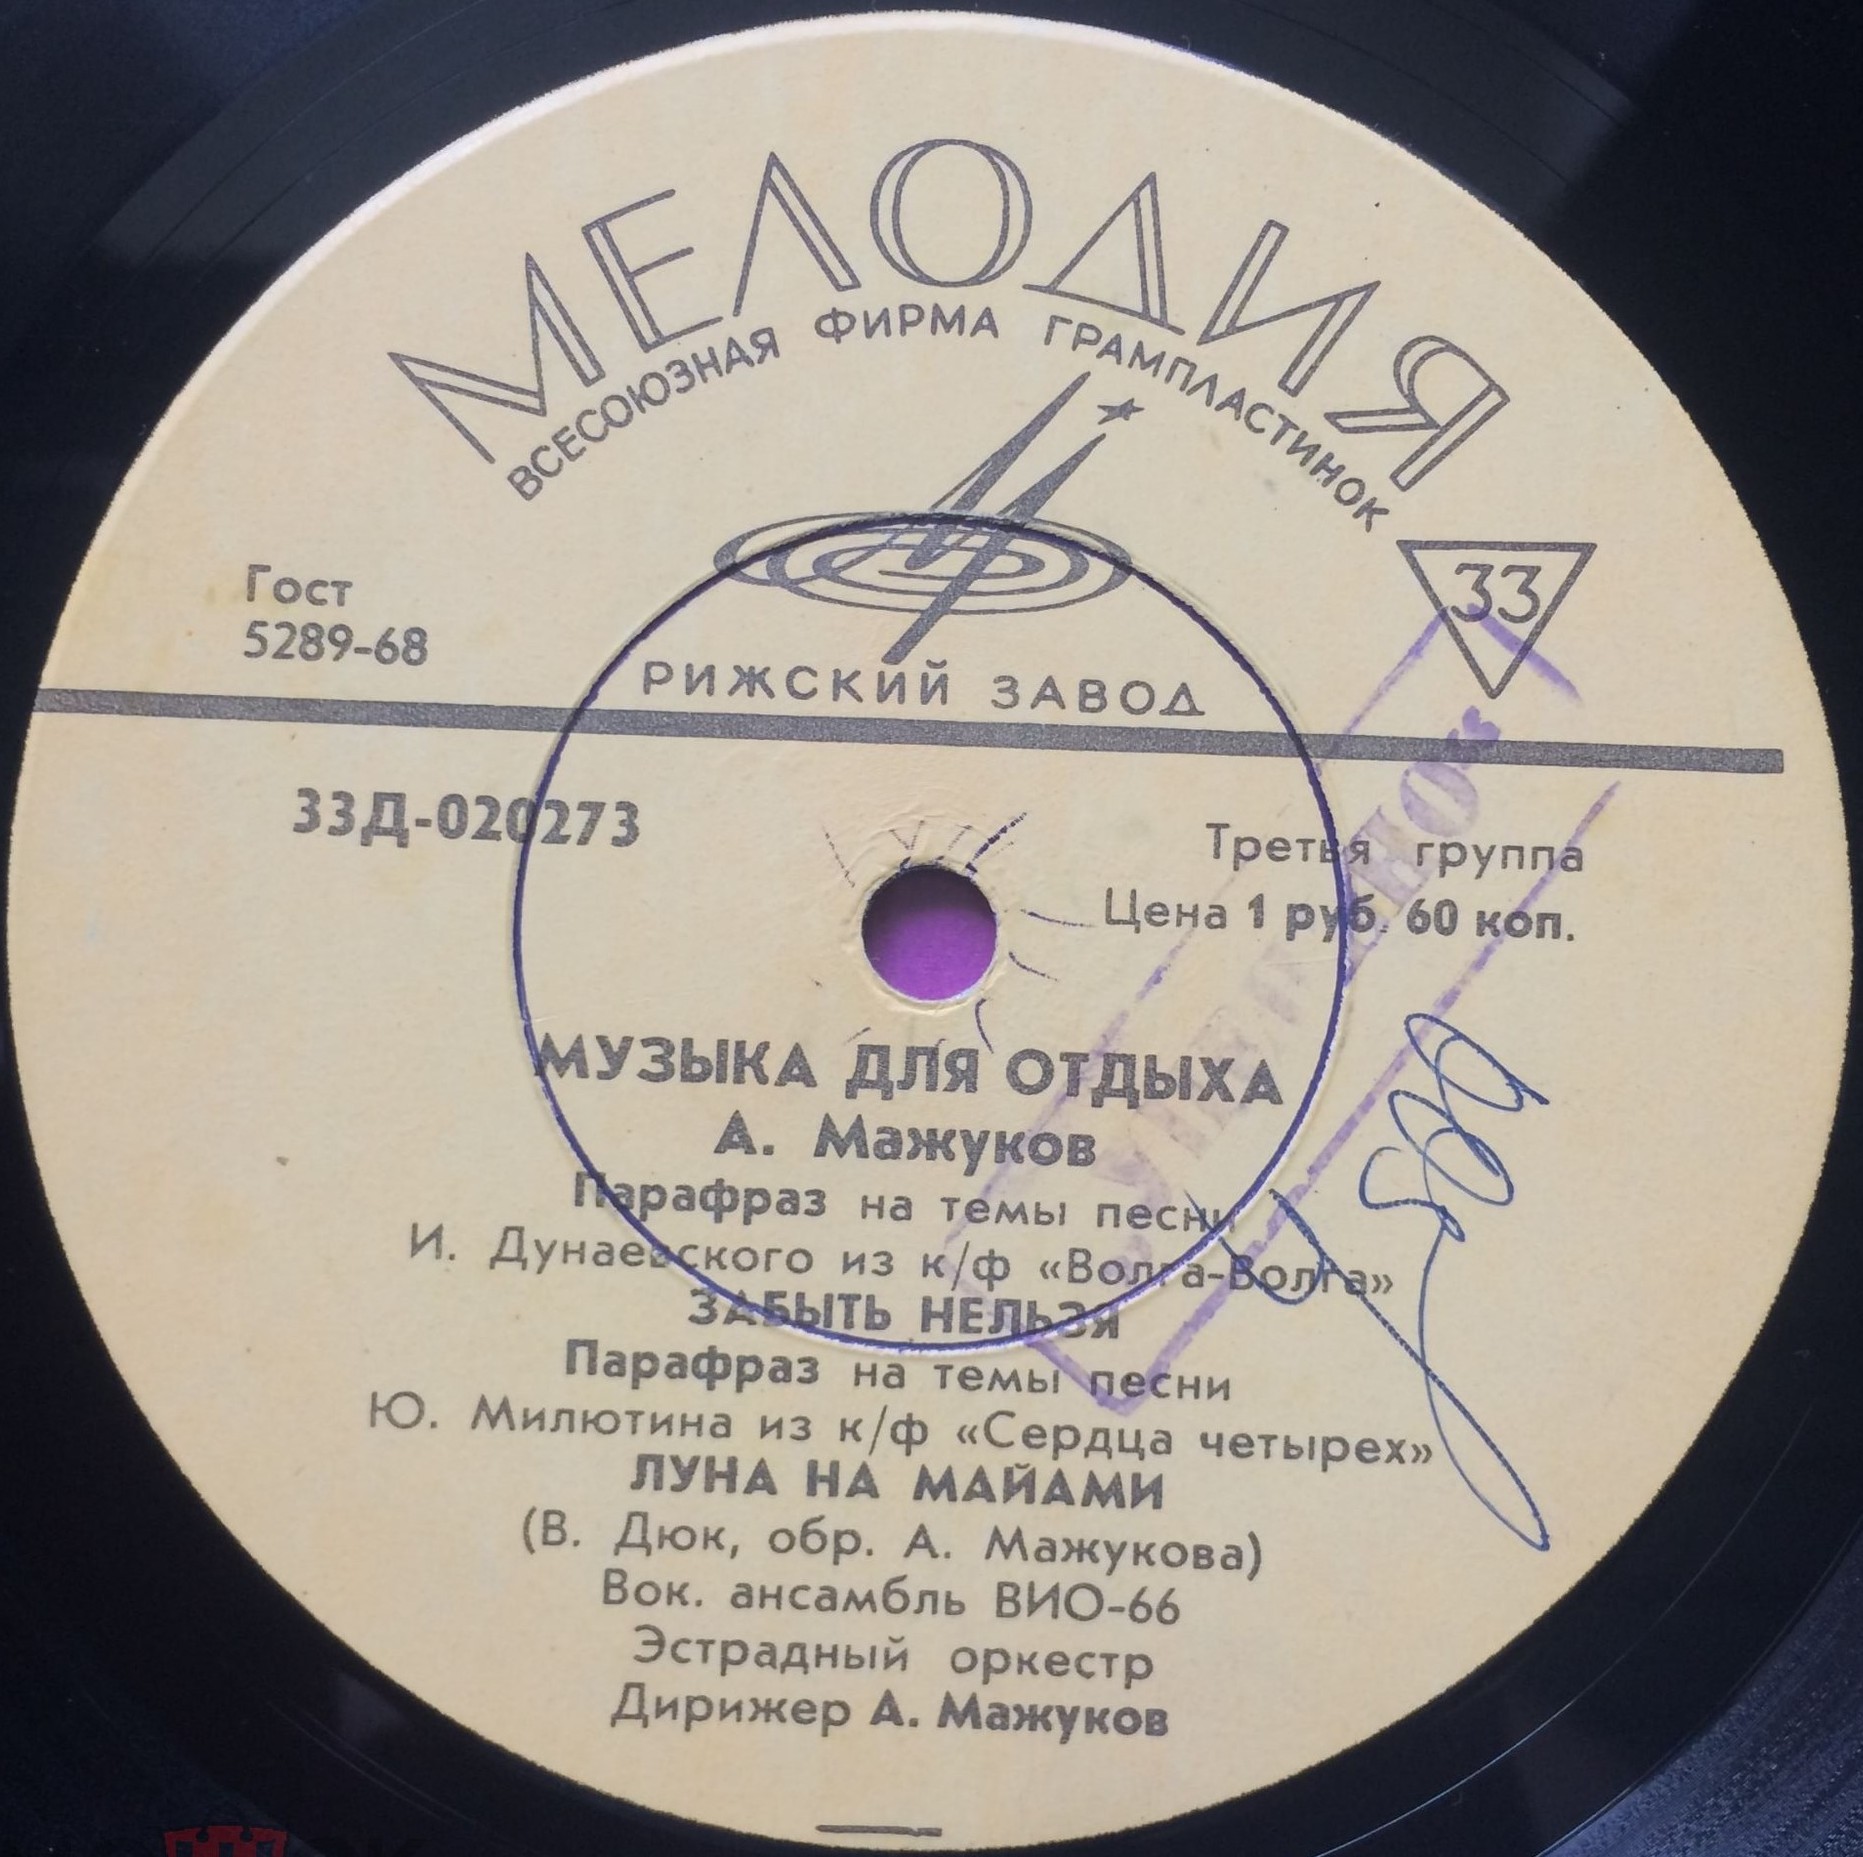 МЕЛОДИЯ
ВСЕСОЮЗНАЯ ФИРМА ГРАМПЛАСТИНОК
33
Гост
5289-68
РИЖСКИЙ ЗАВОД
33Д-020273
Третья группа
Цена 1 руб. 60 коп.
МУЗЫКА ДЛЯ ОТДЫХА
А. Мажуков
Парафраз на темы песни
И. Дунаевского из к/ф «Волга-Волга»
ЗАБЫТЬ НЕЛЬЗЯ
Парафраз на темы песни
Ю. Милютина из к/ф «Сердца четырех»
ЛУНА НА МАЙАМИ
(В. Дюк, обр. А. Мажукова)
Вок. ансамбль ВИО-66
Эстрадный оркестр
Дирижер А. Мажуков